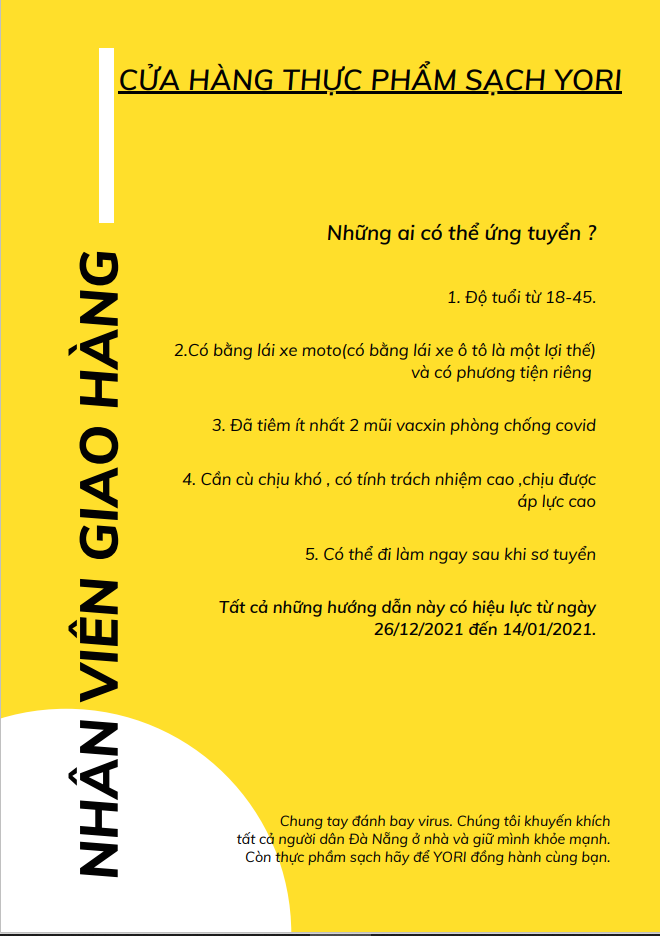 CỬA HÀNG THỰC PHẨM SẠCH YORI
NHÂN VIÊN GIAO HÀNG
Những ai có thể ứng tuyển ?
1. Độ tuổi từ 18-45.
2.Có bằng lái xe moto(có bằng lái xe ô tô là một lợi thế)
và có phương tiện riêng
3. Đã tiêm ít nhất 2 mũi vacxin phòng chống covid
4. Cần cù chịu khó , có tính trách nhiệm cao ,chịu được
áp lực cao
5. Có thể đi làm ngay sau khi sơ tuyển
Tất cả những hướng dẫn này có hiệu lực từ ngày
26/12/2021 đến 14/01/2021.
Chung tay đánh bay virus. Chúng tôi khuyến khích
tất cả người dân Đà Nẵng ở nhà và giữ mình khỏe mạnh.
Còn thực phầm sạch hãy để YORI đồng hành cùng bạn.